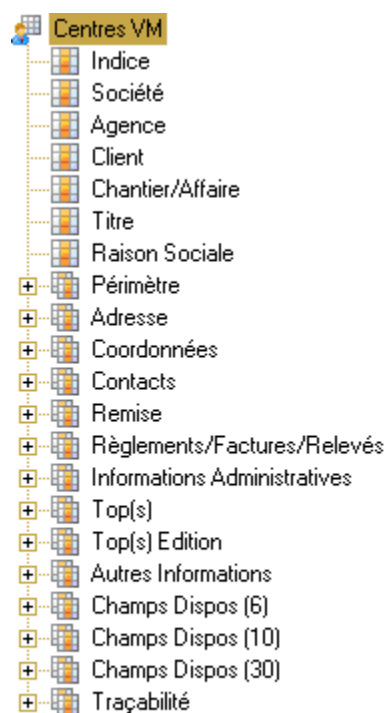 Centres VM
Indice
Société
Agence
Client
Chantier/Affaire
Titre
Raison Sociale
Périmètre
Adresse
Coordonnées
Contacts
Remise
Règlements/Factures/Relevés
Informations Administratives
Top(s)
Top(s) Edition
Autres Informations
Champs Dispos (6)
Champs Dispos (10)
Champs Dispos (30)
Traçabilité